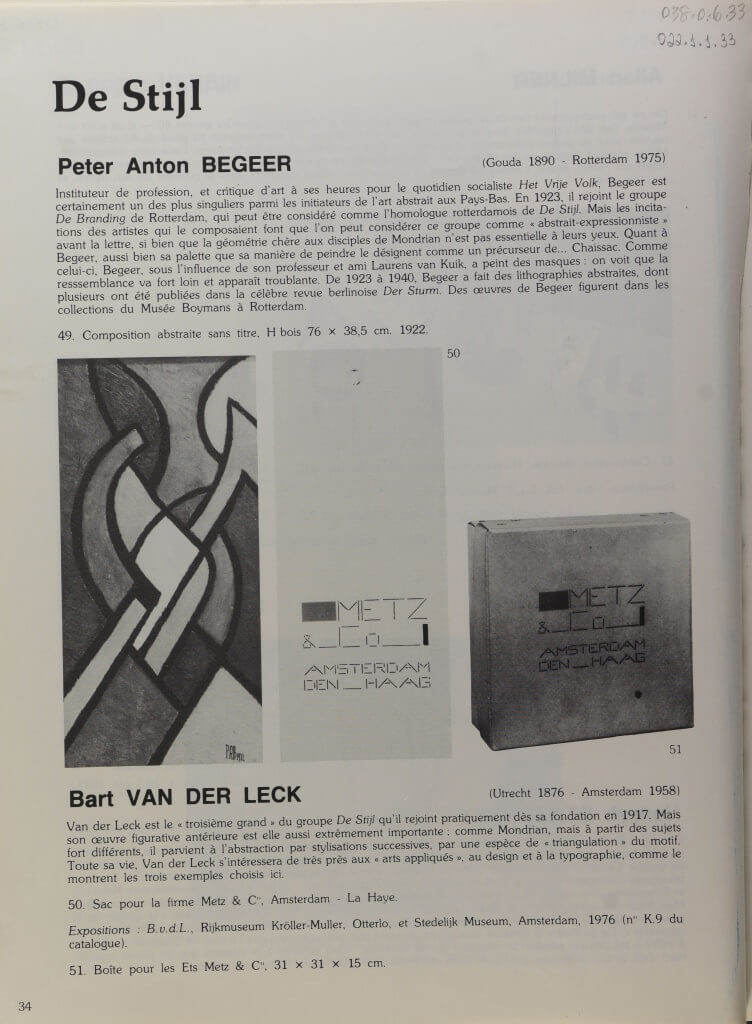 038.0.6.33
022.1.1.33
De Stijl
Peter Anton BEGEER
(Gouda 1890 - Rotterdam 1975)
Instituteur de profession, et critique d'art à ses heures pour le quotidien socialiste Het Vrije Volk, Begeer est
certainement un des plus singuliers parmi les initiateurs de l'art abstrait aux Pays-Bas. En 1923, il rejoint le groupe
De Branding de Rotterdam, qui peut être considéré comme l'homologue rotterdamois de De Stijl. Mais les incita-
tions des artistes qui le composaient font que l'on peut considérer ce groupe comme « abstrait-expressionniste »
avant la lettre, si bien que la géométrie chère aux disciples de Mondrian n'est pas essentielle à leurs yeux. Quant à
Begeer, aussi bien sa palette que sa manière de peindre le désignent comme un précurseur de... Chaissac. Comme
celui-ci, Begeer, sous l'influence de son professeur et ami Laurens van Kuik, a peint des masques : on voit que la
resssemblance va fort loin et apparaît troublante. De 1923 à 1940, Begeer a fait des lithographies abstraites, dont
plusieurs ont été publiées dans la célèbre revue berlinoise Der Sturm. Des œuvres de Begeer figurent dans les
collections du Musée Boymans à Rotterdam.
49. Composition abstraite sans titre, H bois 76 × 38,5 cm. 1922.
50
METZ
& Co
AMSTERDAM
DEN_HAAG
METZ
& Co
AMSTERDAM
DEN_HAAG
51
Bart VAN DER LECK
(Utrecht 1876 - Amsterdam 1958)
Van der Leck est le « troisième grand » du groupe De Stijl qu'il rejoint pratiquement dès sa fondation en 1917. Mais
son œuvre figurative antérieure est elle aussi extrêmement importante : comme Mondrian, mais à partir des sujets
fort différents, il parvient à l'abstraction par stylisations successives, par une espèce de « triangulation » du motif.
Toute sa vie, Van der Leck s'intéressera de très près aux « arts appliqués », au design et à la typographie, comme le
montrent les trois exemples choisis ici.
50. Sac pour la firme Metz & C°, Amsterdam - La Haye.
Expositions : B.v.d.L., Rijkmuseum Kröller-Muller, Otterlo, et Stedelijk Museum, Amsterdam, 1976 (n° K.9 du
catalogue).
51. Boîte pour les Ets Metz & C°, 31 × 31 × 15 cm.
34